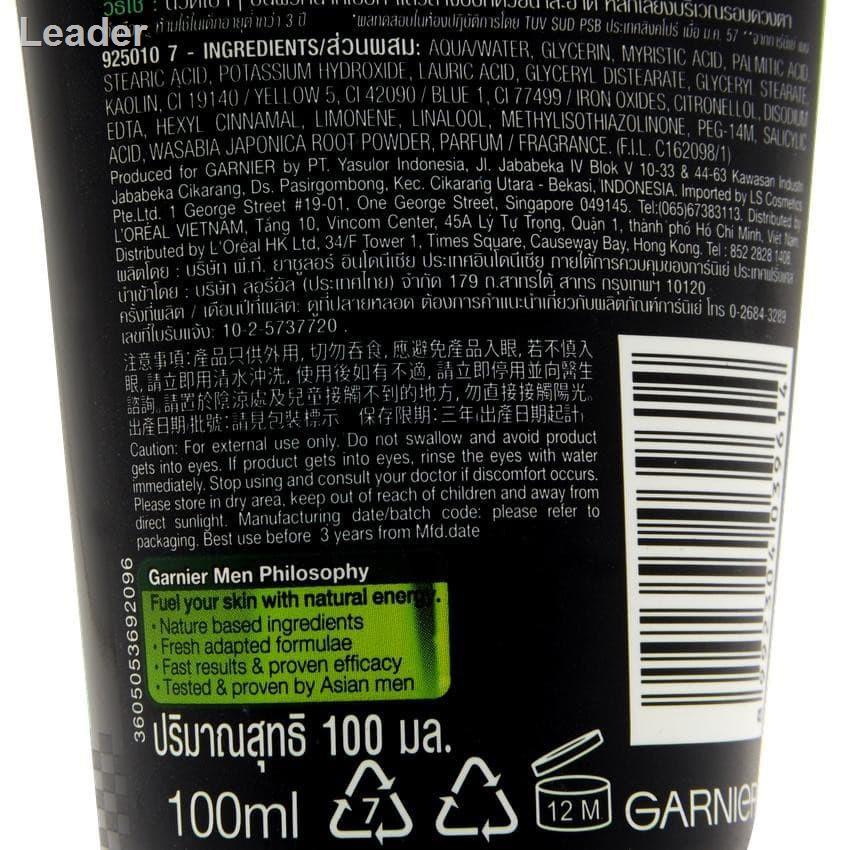 Leader
925010 7 - INGREDIENTS/ส่วนผสม: AQUA/WATER, GLYCERIN, MYRISTIC ACID, PALMITIC ACID,
STEARIC ACID, POTASSIUM HYDROXIDE, LAURIC ACID, GLYCERYL DISTEARATE, GLYCERYL STEARATE,
KAOLIN, CI 19140 / YELLOW 5, CI 42090 / BLUE 1, CI 77499 / IRON OXIDES, CITRONELLOL, DISODIUM
EDTA, HEXYL CINNAMAL, LIMONENE, LINALOOL, METHYLISOTHIAZOLINONE, PEG-14M, SALICYLIC
ACID, WASABIA JAPONICA ROOT POWDER, PARFUM / FRAGRANCE. (F.I.L. C162098/1)
Produced for GARNIER by PT. Yasulor Indonesia, Jl. Jababeka IV Blok V 10-33 & 44-63 Kawasan Industri
Jababeka Cikarang, Ds. Pasirgombong, Kec. Cikarang Utara - Bekasi, INDONESIA. Imported by LS Cosmetics
Pte.Ltd. 1 George Street #19-01, One George Street, Singapore 049145. Tel:(065)67383113. Distributed by
L'OREAL VIETNAM, Tầng 10, Vincom Center, 45A Lý Tự Trọng, Quận 1, thành phố Hồ Chí Minh, Việt Nam
Distributed by L'Oréal HK Ltd, 34/F Tower 1, Times Square, Causeway Bay, Hong Kong. Tel : 852 2828 1408
ผลิตโดย : บริษัท พี.ที. ยาซูลอร์ อินโดนีเซีย ประเทศอินโดนีเซีย ภายใต้การควบคุมของการ์นิเย่ ประเทศฝรั่งเศส
นำเข้าโดย : บริษัท ลอรีอัล (ประเทศไทย) จำกัด 179 ถ.สาทรใต้ สาทร กรุงเทพฯ 10120
ครั้งที่ผลิต / เดือนปีที่ผลิต: ดูที่ปลายหลอด ต้องการคำแนะนำเกี่ยวกับผลิตภัณฑ์การ์นิเย่ โทร 0-2684-3289
เลขที่ใบรับแจ้ง: 10-2-5737720 .
注意事項:產品只供外用, 切勿吞食, 應避免產品入眼, 若不慎入
眼, 請立即用清水沖洗, 使用後如有不適, 請立即停用並向醫生
諮詢。請置於陰涼處及兒童接觸不到的地方, 勿直接接觸陽光。
出產日期/批號: 請見包裝標示 保存限期: 三年(出產日期起計)
Caution: For external use only. Do not swallow and avoid product
gets into eyes. If product gets into eyes, rinse the eyes with water
immediately. Stop using and consult your doctor if discomfort occurs.
Please store in dry area, keep out of reach of children and away from
direct sunlight. Manufacturing date/batch code: please refer to
packaging. Best use before 3 years from Mfd.date
3605053692096
Garnier Men Philosophy
Fuel your skin with natural energy.
· Nature based ingredients
· Fresh adapted formulae
· Fast results & proven efficacy
· Tested & proven by Asian men
ปริมาณสุทธิ 100 มล.
100ml
7
12 M
GARNIER